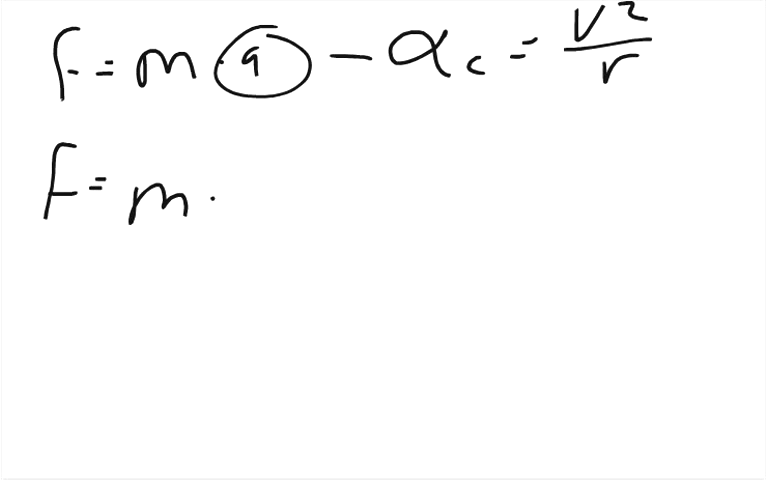 F = m a - a_c = v²/r
F = m ·